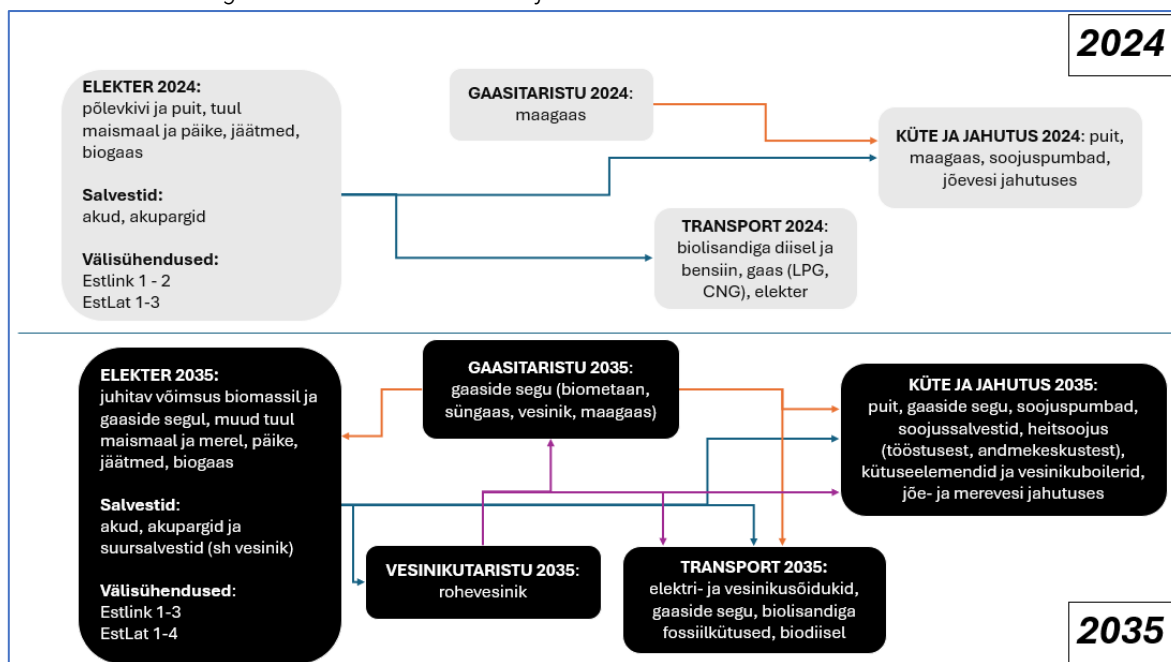 2024
ELEKTER 2024:
põlevkivi ja puit, tuul
maismaal ja päike, jäätmed,
biogaas
Salvestid:
akud, akupargid
Välisühendused:
Estlink 1 - 2
EstLat 1-3
GAASITARISTU 2024:
maagaas
KÜTE JA JAHUTUS 2024: puit,
maagaas, soojuspumbad,
jõevesi jahutuses
TRANSPORT 2024:
biolisandiga diisel ja
bensiin, gaas (LPG,
CNG), elekter
ELEKTER 2035:
juhitav võimsus biomassil ja
gaaside segul, muud tuul
maismaal ja merel, päike,
jäätmed, biogaas
Salvestid:
akud, akupargid ja
suursalvestid (sh vesinik)
Välisühendused:
Estlink 1-3
EstLat 1-4
GAASITARISTU 2035:
gaaside segu (biometaan,
süngaas, vesinik, maagaas)
KÜTE JA JAHUTUS 2035:
puit, gaaside segu, soojuspumbad,
soojussalvestid, heitsoojus
(tööstusest, andmekeskustest),
kütuseelemendid ja vesinikuboilerid,
jõe- ja merevesi jahutuses
VESINIKUTARISTU 2035:
rohevesinik
TRANSPORT 2035:
elektri- ja vesinikusõidukid,
gaaside segu, biolisandiga
fossiilkütused, biodiisel
2035